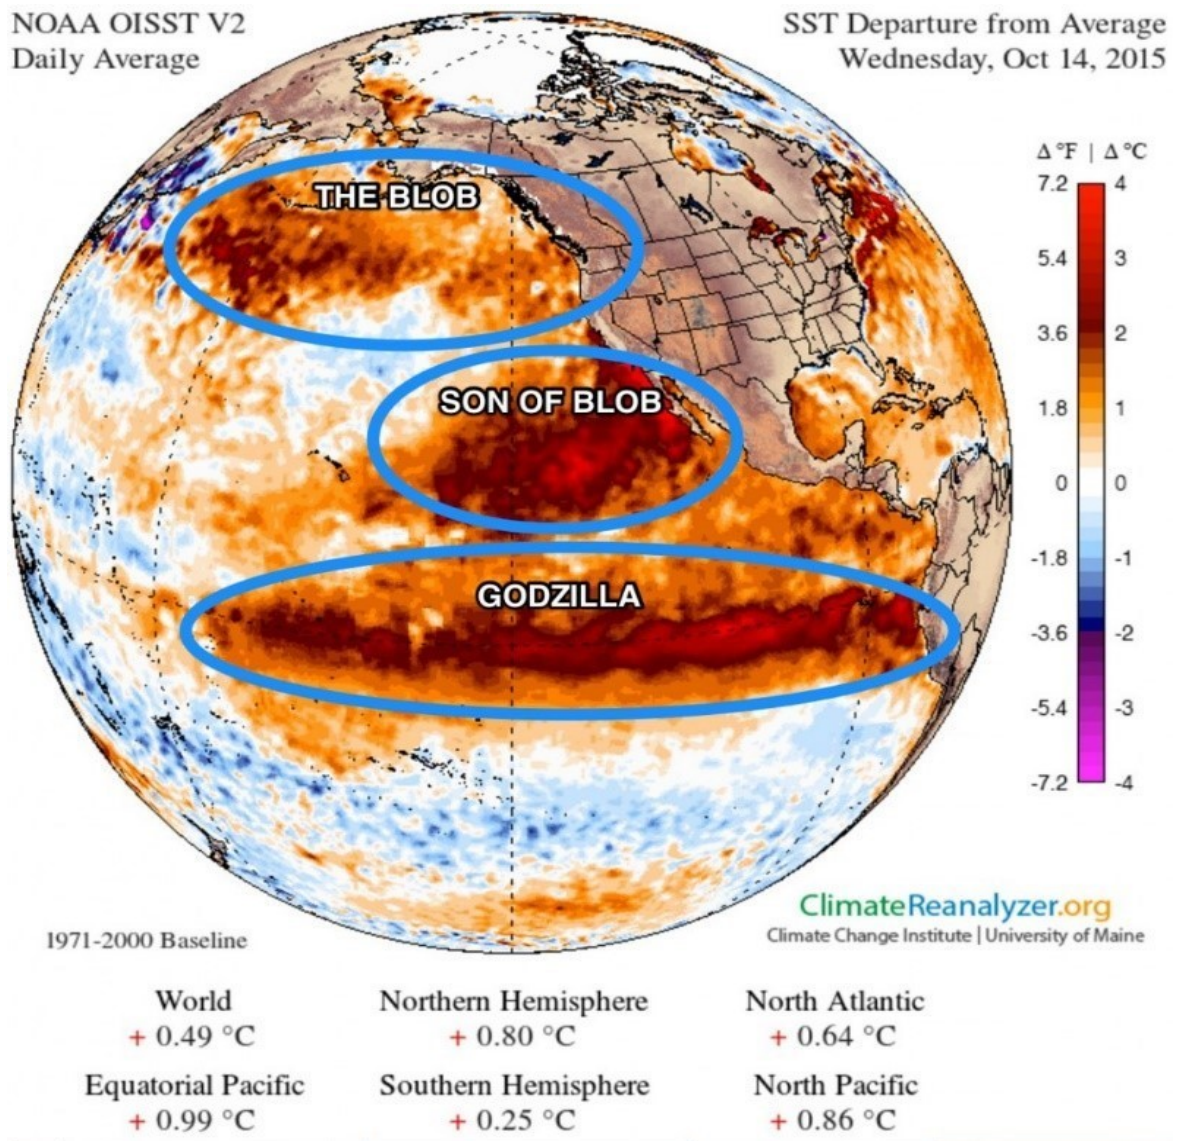 NOAA OISST V2
Daily Average
SST Departure from Average
Wednesday, Oct 14, 2015
Δ °F | Δ °C
7.2 4
5.4 3
3.6 2
1.8 1
0 0
-1.8 -1
-3.6 -2
-5.4 -3
-7.2 -4
THE BLOB
SON OF BLOB
GODZILLA
ClimateReanalyzer.org
Climate Change Institute | University of Maine
1971-2000 Baseline
World Northern Hemisphere North Atlantic
+ 0.49 °C + 0.80 °C + 0.64 °C
Equatorial Pacific Southern Hemisphere North Pacific
+ 0.99 °C + 0.25 °C + 0.86 °C